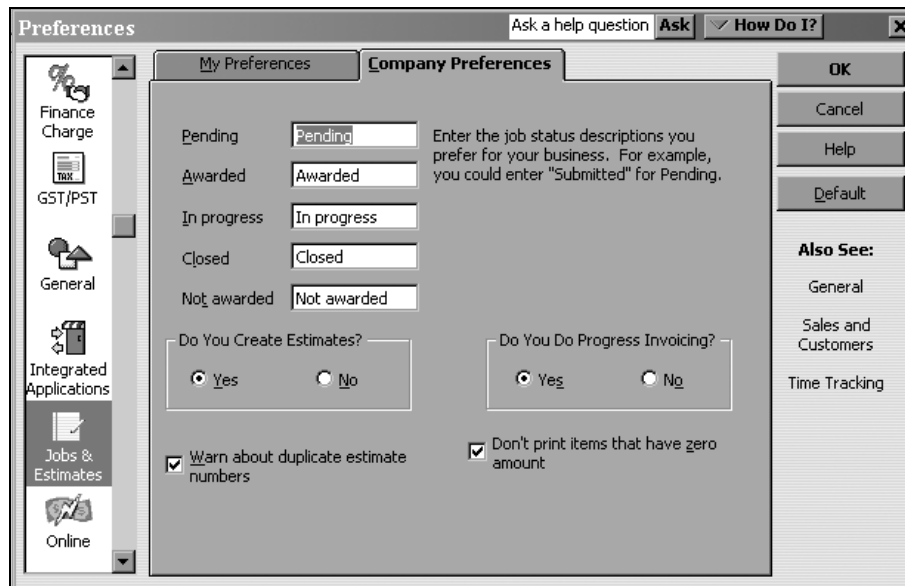 Preferences
Ask a help question Ask How Do I?
Finance
Charge
TAX
GST/PST
General
Integrated
Applications
Jobs &
Estimates
Online
My Preferences
Company Preferences
Pending Pending
Awarded Awarded
In progress In progress
Closed Closed
Not awarded Not awarded
Enter the job status descriptions you
prefer for your business. For example,
you could enter "Submitted" for Pending.
Do You Create Estimates?
Yes No
Do You Do Progress Invoicing?
Yes No
Warn about duplicate estimate
numbers
Don't print items that have zero
amount
OK
Cancel
Help
Default
Also See:
General
Sales and
Customers
Time Tracking